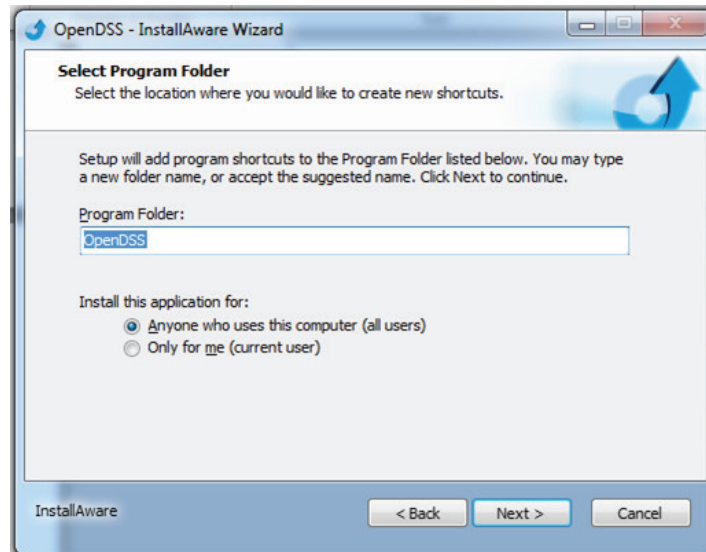 OpenDSS - InstallAware Wizard
Select Program Folder
Select the location where you would like to create new shortcuts.
Setup will add program shortcuts to the Program Folder listed below. You may type
a new folder name, or accept the suggested name. Click Next to continue.
Program Folder:
OpenDSS
Install this application for:
Anyone who uses this computer (all users)
Only for me (current user)
InstallAware
< Back Next > Cancel